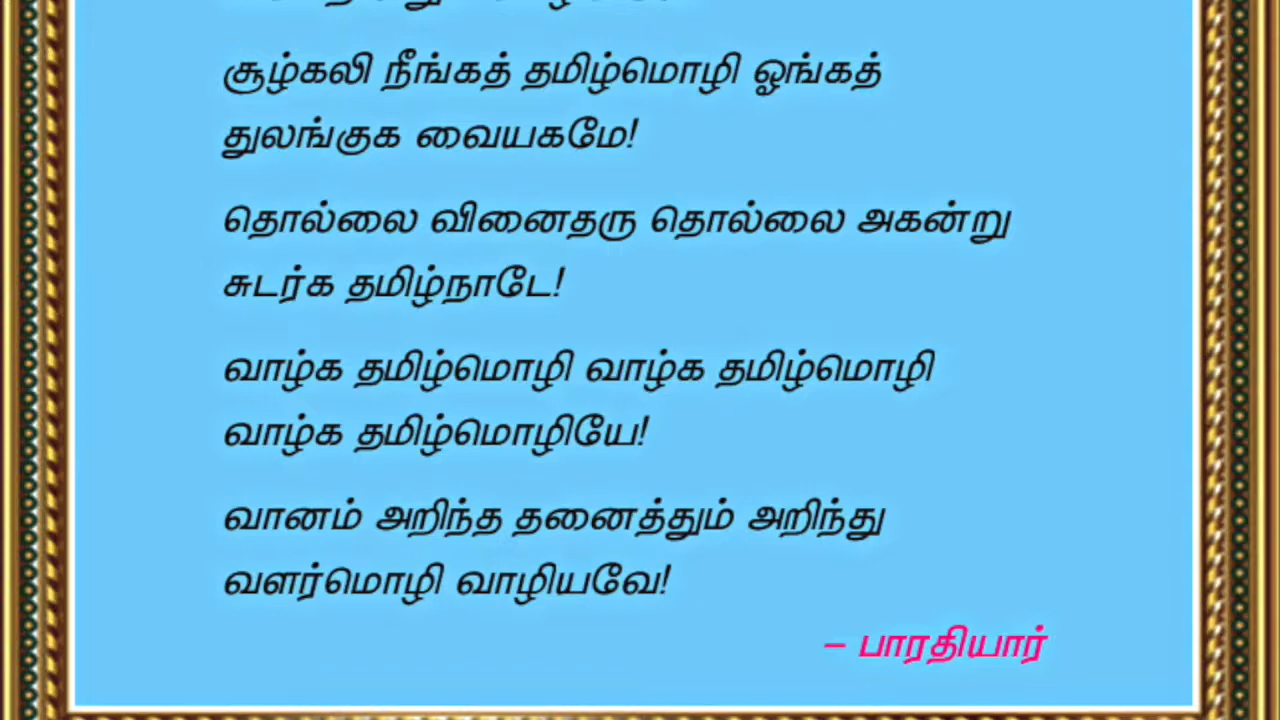 சூழ்கலி நீங்கத் தமிழ்மொழி ஓங்கத்
துலங்குக வையகமே!
தொல்லை வினைதரு தொல்லை அகன்று
சுடர்க தமிழ்நாடே!
வாழ்க தமிழ்மொழி வாழ்க தமிழ்மொழி
வாழ்க தமிழ்மொழியே!
வானம் அறிந்த தனைத்தும் அறிந்து
வளர்மொழி வாழியவே!
– பாரதியார்